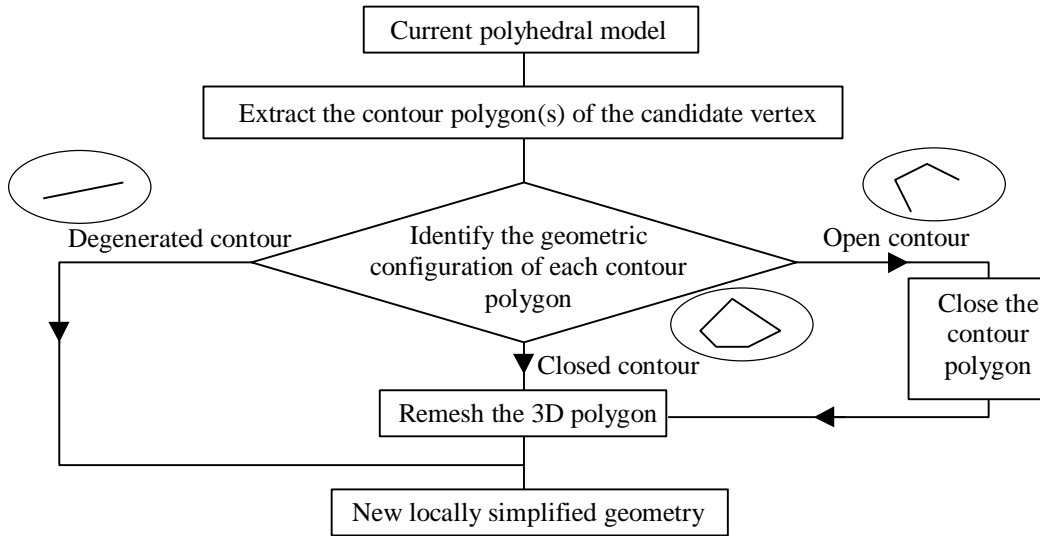 Current polyhedral model
Extract the contour polygon(s) of the candidate vertex
Degenerated contour
Identify the geometric
configuration of each contour
polygon
Open contour
Close the
contour
polygon
Closed contour
Remesh the 3D polygon
New locally simplified geometry